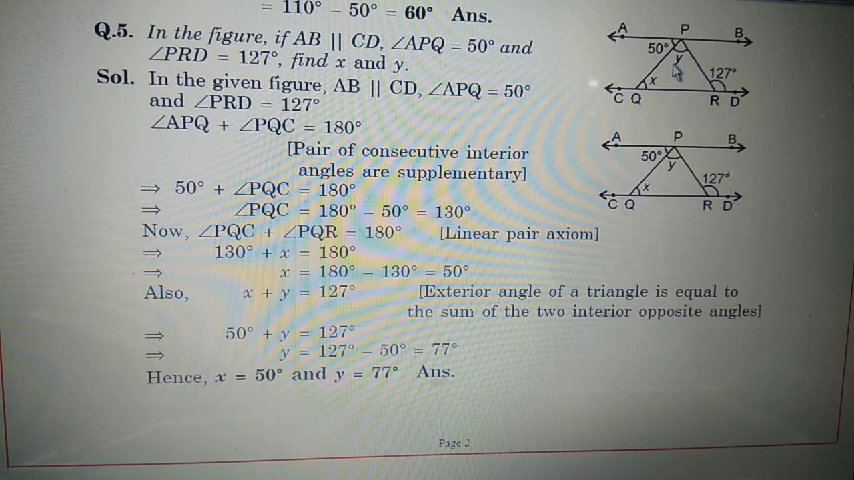 = 110° − 50° = 60° Ans.
Q.5. In the figure, if AB || CD, ∠APQ = 50° and
∠PRD = 127°, find x and y.
Sol. In the given figure, AB || CD, ∠APQ = 50°
and ∠PRD = 127°
∠APQ + ∠PQC = 180°
[Pair of consecutive interior
angles are supplementary]
⇒ 50° + ∠PQC = 180°
⇒ ∠PQC = 180° − 50° = 130°
Now, ∠PQC + ∠PQR = 180° [Linear pair axiom]
⇒ 130° + x = 180°
⇒ x = 180° − 130° = 50°
Also, x + y = 127° [Exterior angle of a triangle is equal to
the sum of the two interior opposite angles]
⇒ 50° + y = 127°
⇒ y = 127° − 50° = 77°
Hence, x = 50° and y = 77° Ans.
A P B
50° y
x 127°
C Q R D
A P B
50° y
x 127°
C Q R D
Page 2